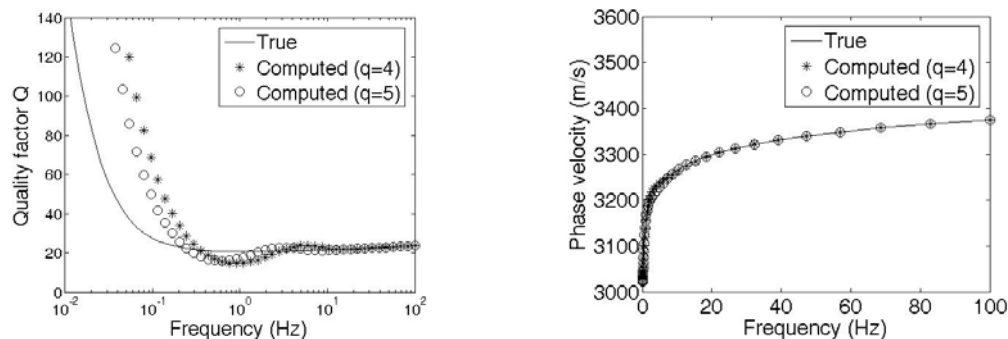 140
120
100
80
60
40
20
0
Quality factor Q
True
Computed (q=4)
Computed (q=5)
10^-2
10^-1
10^0
10^1
10^2
Frequency (Hz)
3600
3500
3400
3300
3200
3100
3000
Phase velocity (m/s)
True
Computed (q=4)
Computed (q=5)
0
20
40
60
80
100
Frequency (Hz)